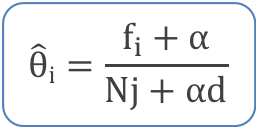 θ̂ᵢ = (fᵢ + α) / (Nj + αd)